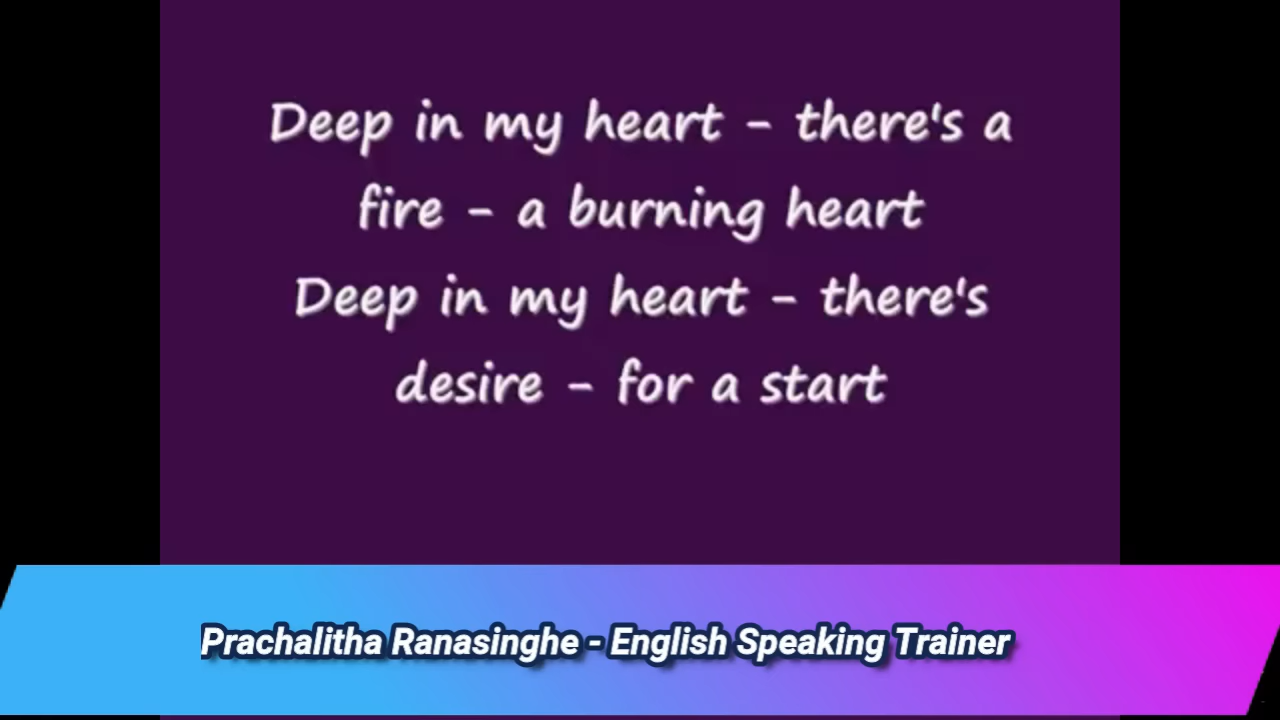 Deep in my heart - there's a
fire - a burning heart
Deep in my heart - there's
desire - for a start
Prachalitha Ranasinghe - English Speaking Trainer